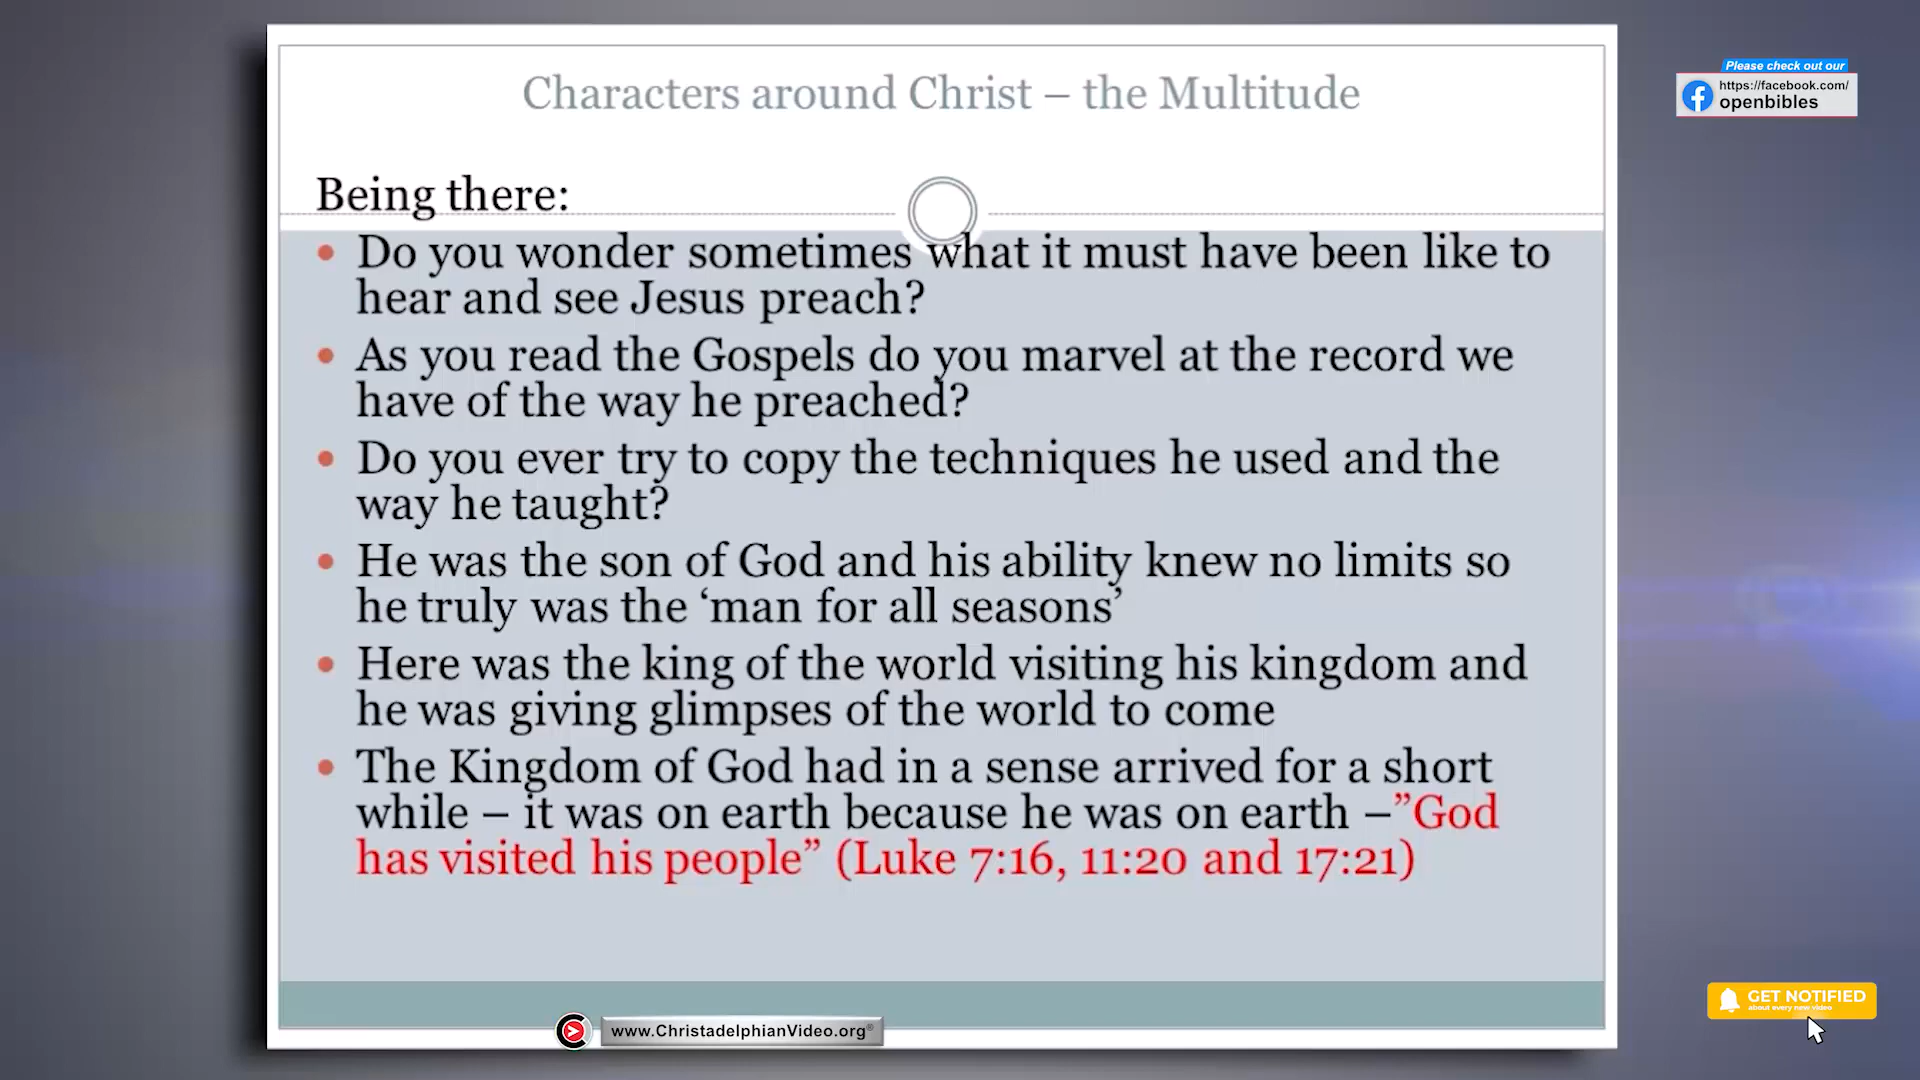 Characters around Christ – the Multitude
Please check out our
https://facebook.com/
openbibles
Being there:
• Do you wonder sometimes what it must have been like to
hear and see Jesus preach?
• As you read the Gospels do you marvel at the record we
have of the way he preached?
• Do you ever try to copy the techniques he used and the
way he taught?
• He was the son of God and his ability knew no limits so
he truly was the ‘man for all seasons’
• Here was the king of the world visiting his kingdom and
he was giving glimpses of the world to come
• The Kingdom of God had in a sense arrived for a short
while – it was on earth because he was on earth –”God
has visited his people” (Luke 7:16, 11:20 and 17:21)
GET NOTIFIED
about every new video
www.ChristadelphianVideo.org®